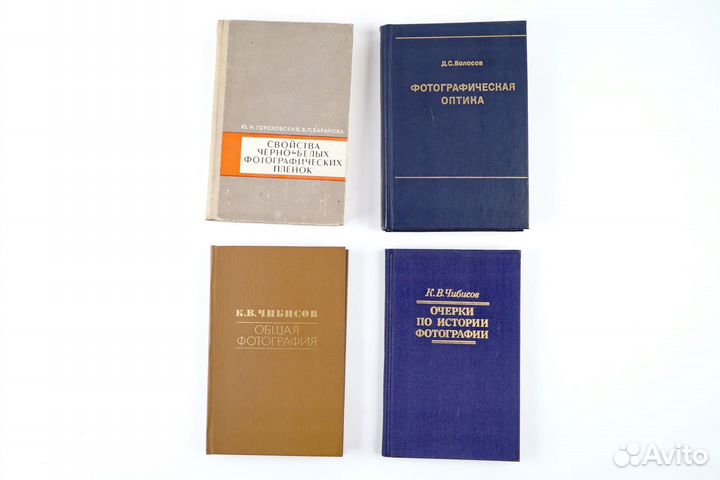 Ю.Н. ГОРОХОВСКИЙ, В.П. БАРАНОВА
СВОЙСТВА
ЧЕРНО-БЕЛЫХ
ФОТОГРАФИЧЕСКИХ
ПЛЕНОК
Д.С. Волосов
ФОТОГРАФИЧЕСКАЯ
ОПТИКА
К.В. ЧИБИСОВ
ОБЩАЯ
ФОТОГРАФИЯ
К.В. Чибисов
ОЧЕРКИ
ПО ИСТОРИИ
ФОТОГРАФИИ
Avito